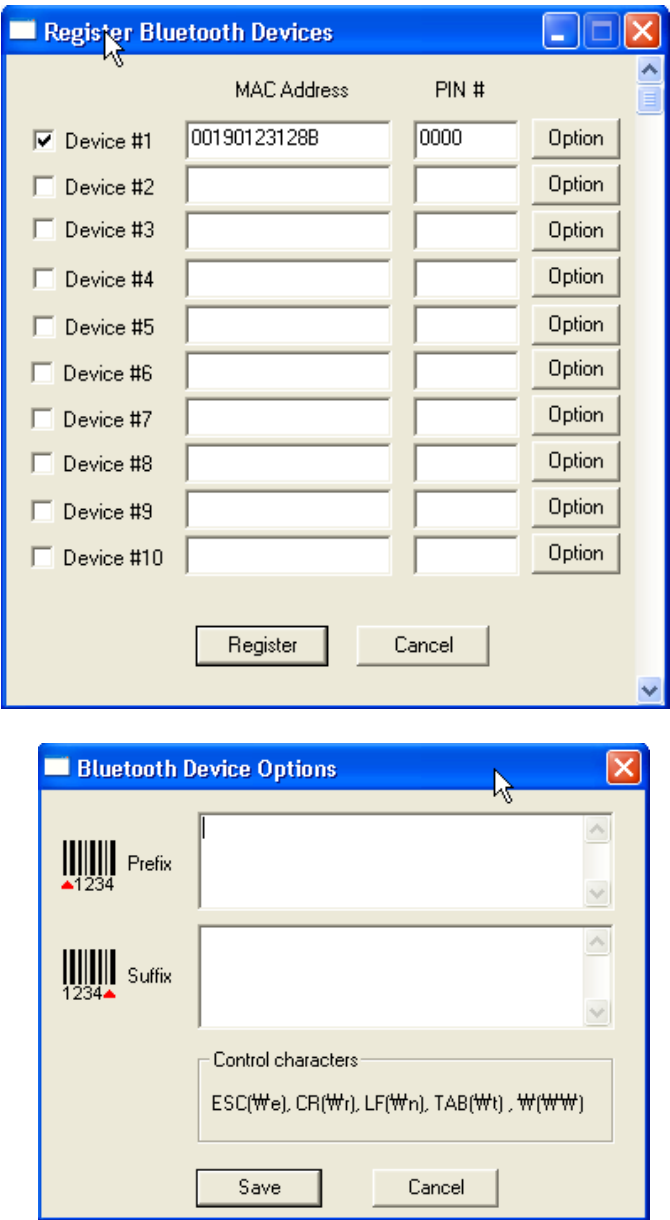 Register Bluetooth Devices
MAC Address PIN #
Device #1 00190123128B 0000 Option
Device #2 Option
Device #3 Option
Device #4 Option
Device #5 Option
Device #6 Option
Device #7 Option
Device #8 Option
Device #9 Option
Device #10 Option
Register Cancel
Bluetooth Device Options
Prefix
1234
Suffix
1234
Control characters
ESC(₩e), CR(₩r), LF(₩n), TAB(₩t) , ₩(₩₩)
Save Cancel